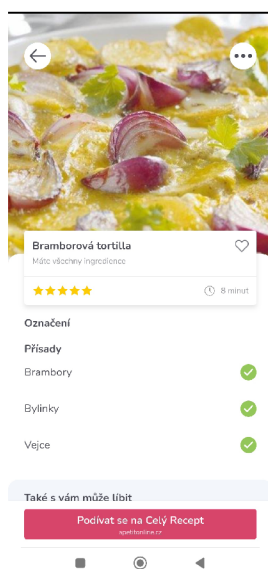 Bramborová tortilla
Máte všechny ingredience
8 minut
Označení
Přísady
Brambory
Bylinky
Vejce
Také s vám může líbit
Podívat se na Celý Recept
apetitonline.cz